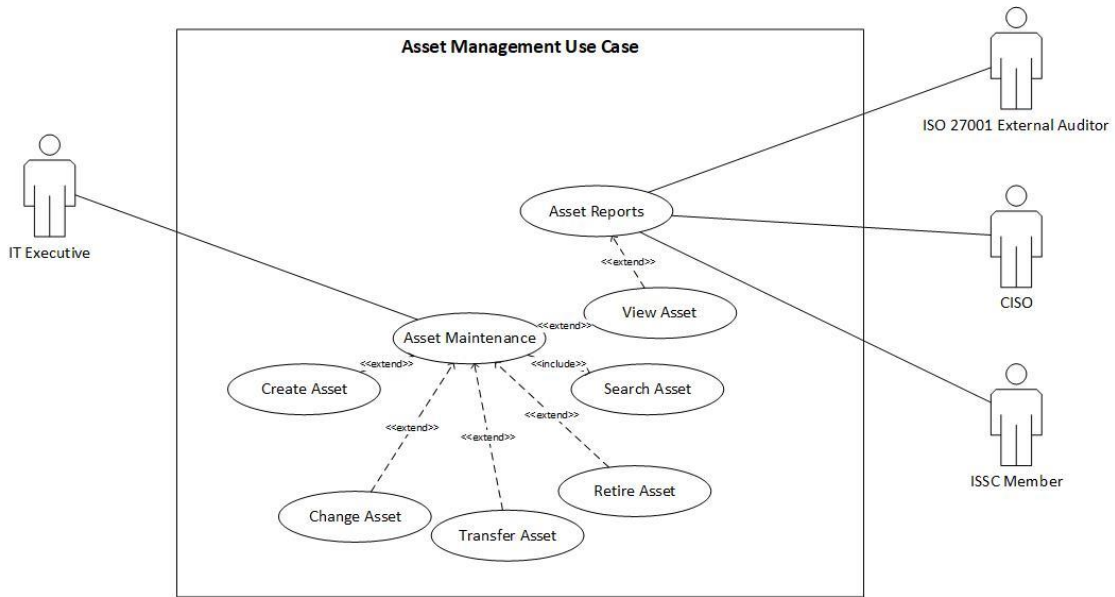 Asset Management Use Case
ISO 27001 External Auditor
IT Executive
Asset Reports
<<extend>>
CISO
View Asset
<<extend>>
Asset Maintenance
<<extend>>
<<include>>
Create Asset
Search Asset
<<extend>>
<<extend>>
<<extend>>
ISSC Member
Retire Asset
Change Asset
Transfer Asset